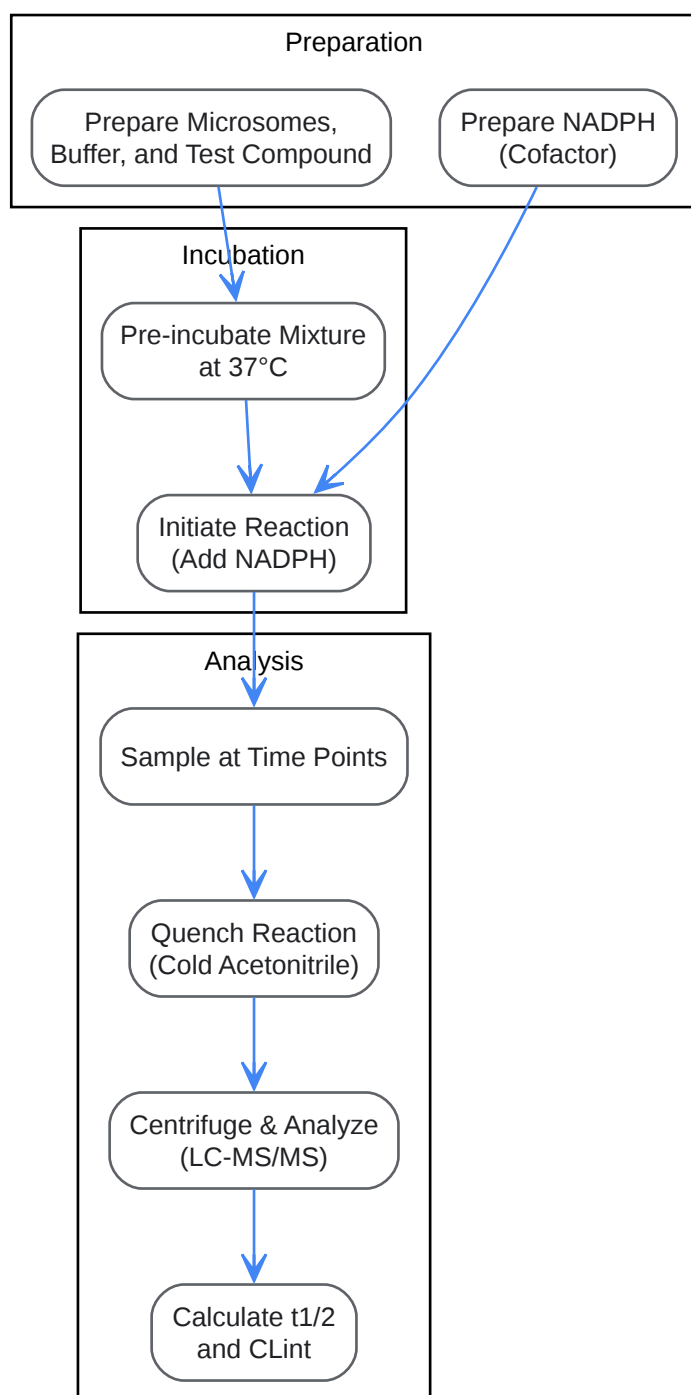 Preparation
Prepare Microsomes,
Buffer, and Test Compound
Prepare NADPH
(Cofactor)
Incubation
Pre-incubate Mixture
at 37°C
Initiate Reaction
(Add NADPH)
Analysis
Sample at Time Points
Quench Reaction
(Cold Acetonitrile)
Centrifuge & Analyze
(LC-MS/MS)
Calculate t1/2
and CLint